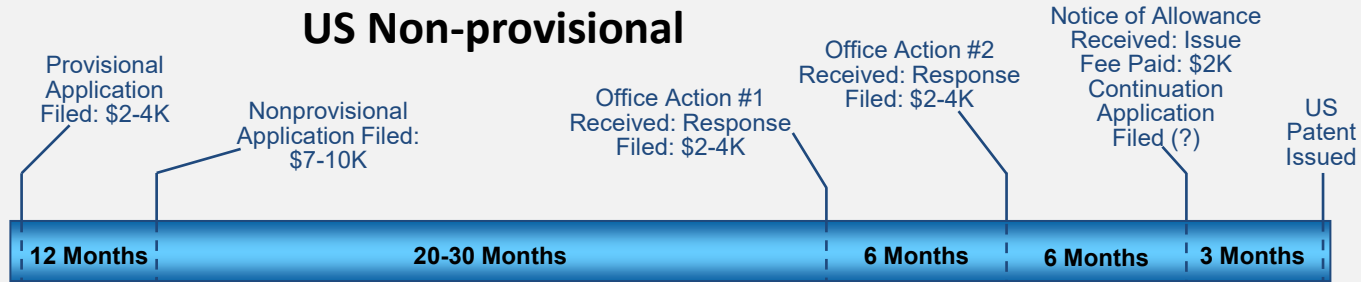 US Non-provisional
Provisional
Application
Filed: $2-4K
Nonprovisional
Application Filed:
$7-10K
Office Action #1
Received: Response
Filed: $2-4K
Office Action #2
Received: Response
Filed: $2-4K
Notice of Allowance
Received: Issue
Fee Paid: $2K
Continuation
Application
Filed (?)
US
Patent
Issued
12 Months
20-30 Months
6 Months
6 Months
3 Months